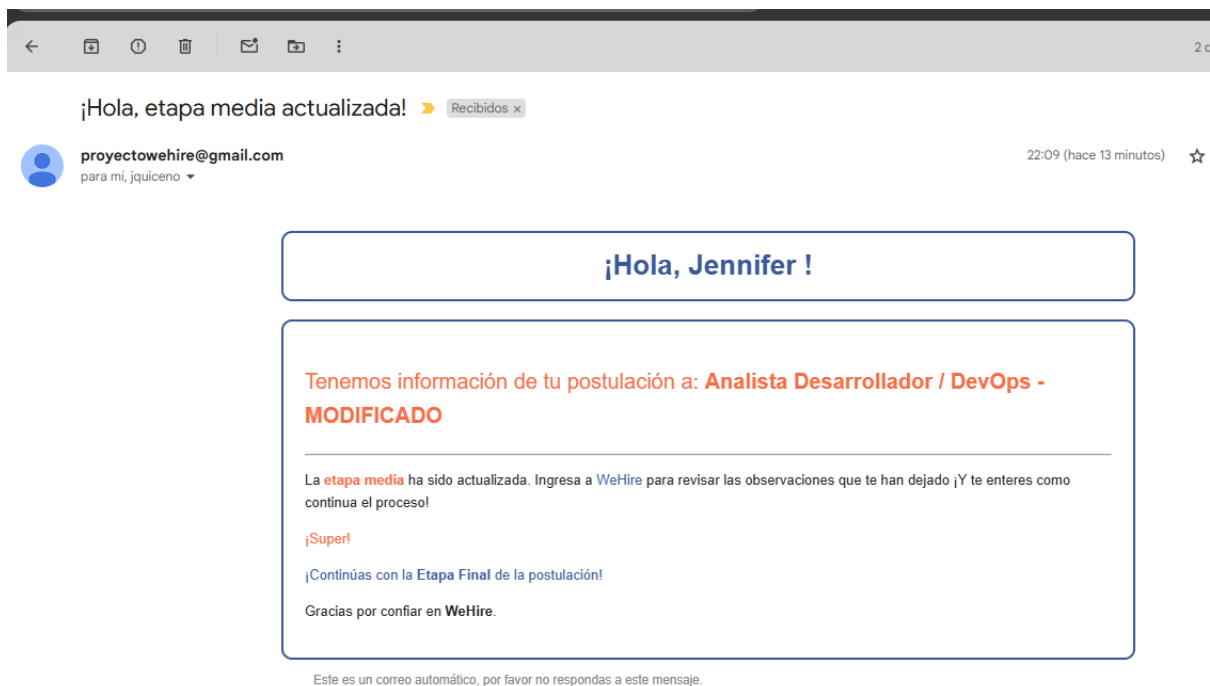 2 d
¡Hola, etapa media actualizada!
Recibidos ×
proyectowehire@gmail.com
22:09 (hace 13 minutos)
para mí, jquiceno
¡Hola, Jennifer !
Tenemos información de tu postulación a: Analista Desarrollador / DevOps -
MODIFICADO
La etapa media ha sido actualizada. Ingresa a WeHire para revisar las observaciones que te han dejado ¡Y te enteres como
continua el proceso!
¡Super!
¡Continúas con la Etapa Final de la postulación!
Gracias por confiar en WeHire.
Este es un correo automático, por favor no respondas a este mensaje.